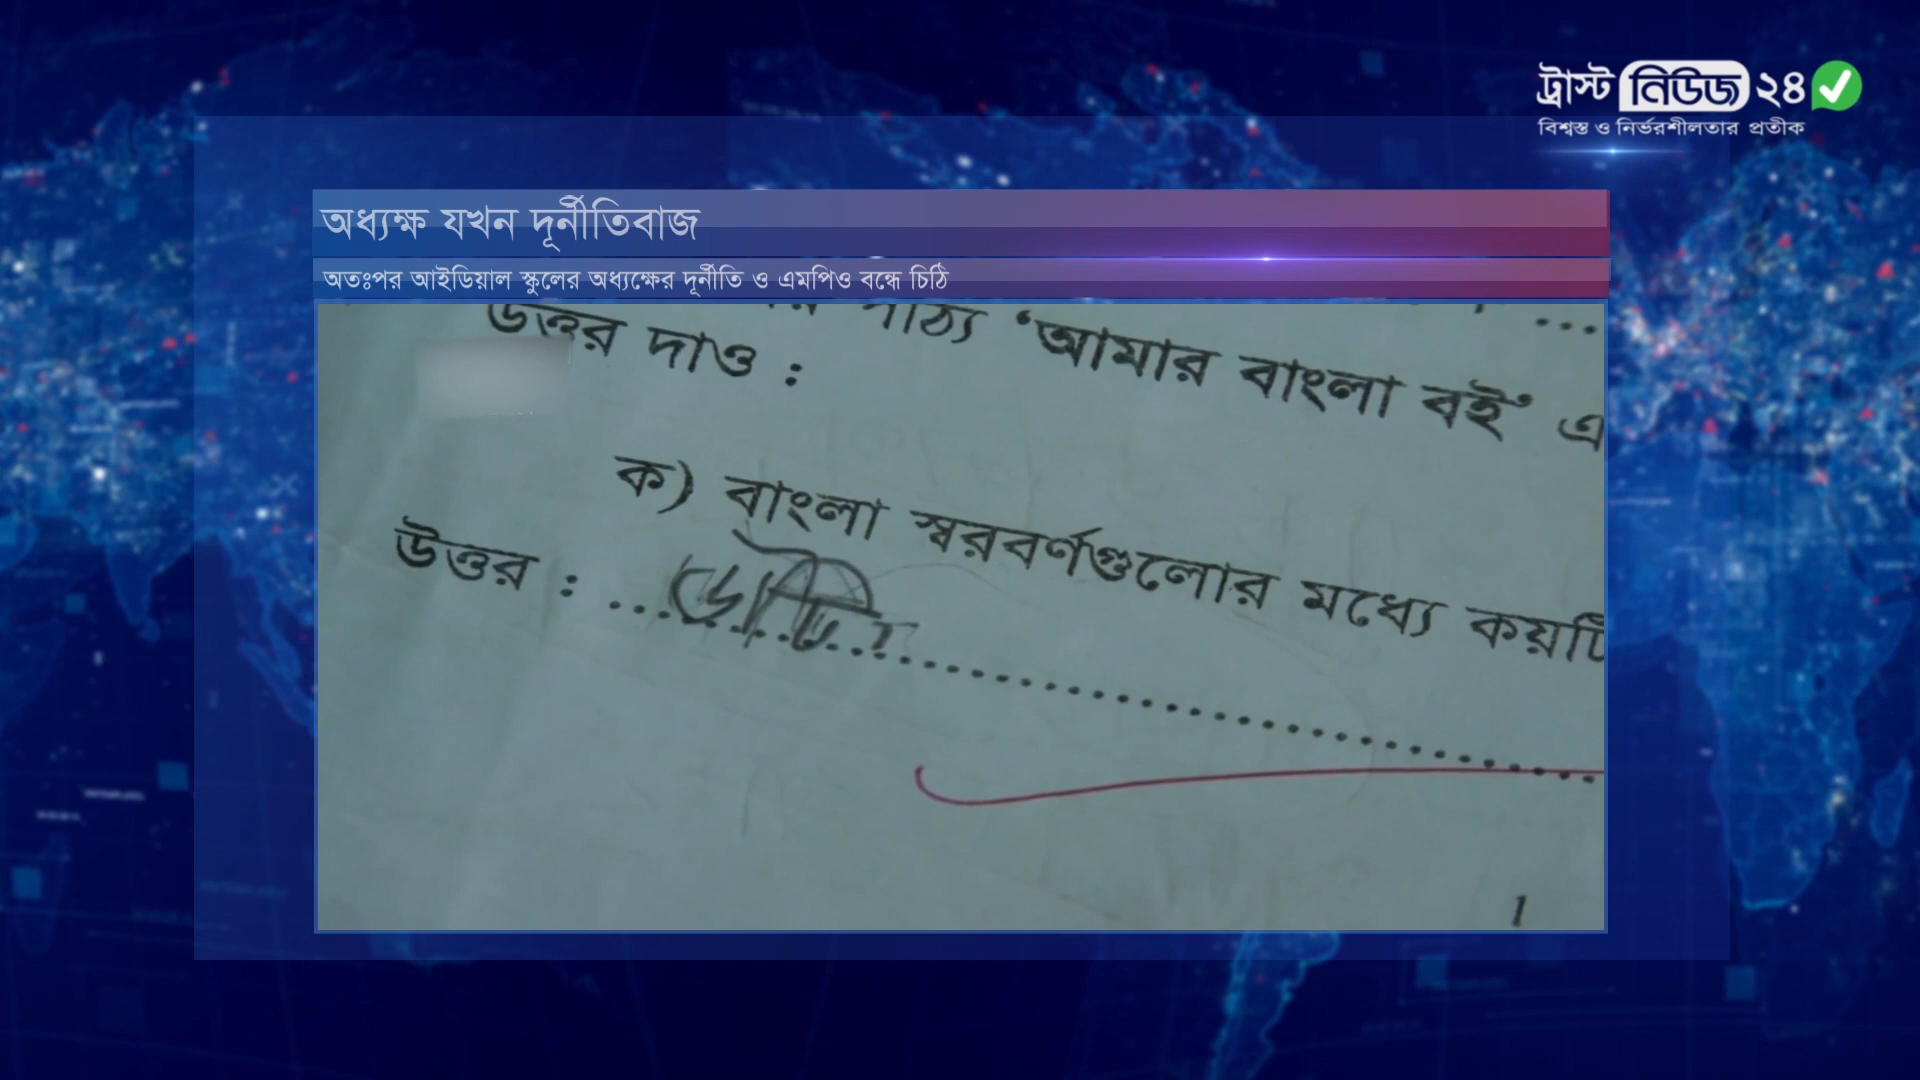 ট্রাস্ট নিউজ ২৪
বিশ্বস্ত ও নির্ভরশীলতার প্রতীক
অধ্যক্ষ যখন দূর্নীতিবাজ
অতঃপর আইডিয়াল স্কুলের অধ্যক্ষের দূর্নীতি ও এমপিও বন্ধে চিঠি
পাঠ্য ‘আমার বাংলা বই’ এ
উত্তর দাও :
ক) বাংলা স্বরবর্ণগুলোর মধ্যে কয়টি
উত্তর :
1